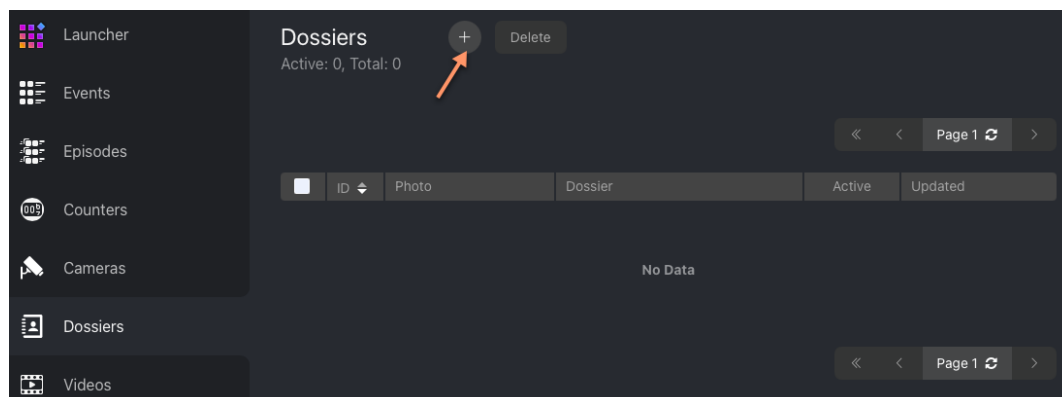 Launcher
Events
Episodes
009
Counters
Cameras
Dossiers
Videos
Dossiers
+
Delete
Active: 0, Total: 0
« < Page 1 >
ID Photo Dossier Active Updated
No Data
« < Page 1 >